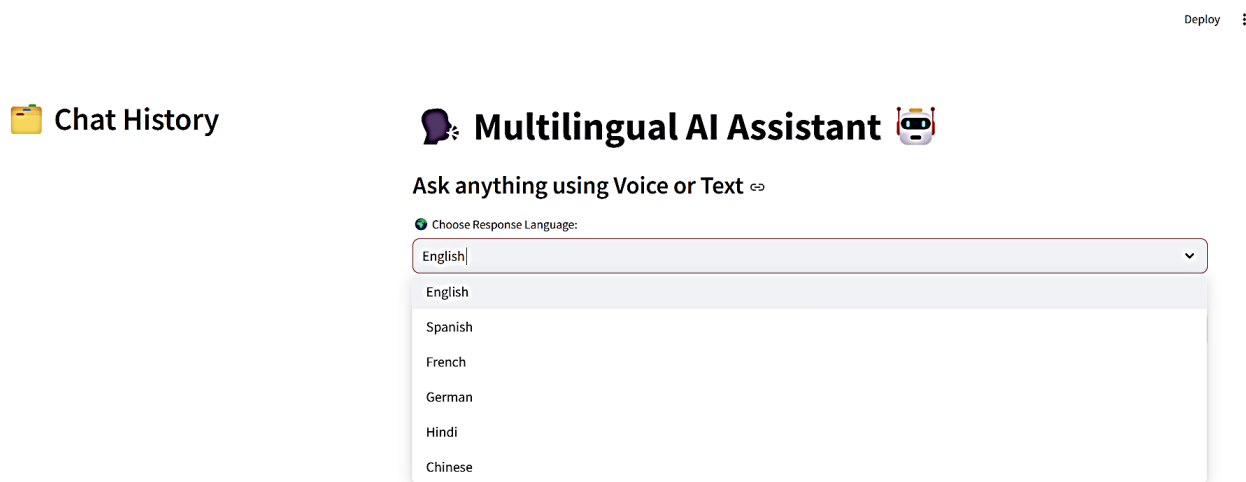 Deploy
Chat History
Multilingual AI Assistant
Ask anything using Voice or Text
Choose Response Language:
English
English
Spanish
French
German
Hindi
Chinese